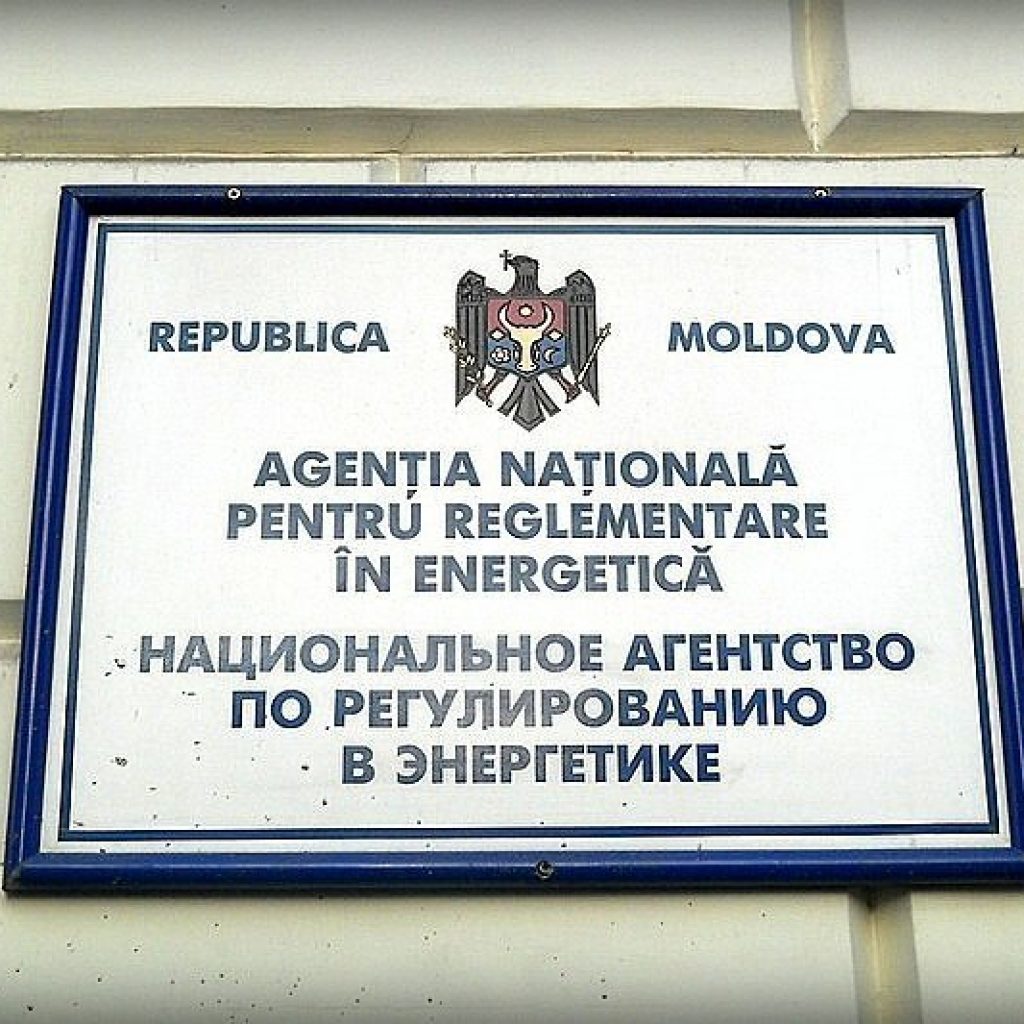 REPUBLICA MOLDOVA
AGENȚIA NAȚIONALĂ
PENTRU REGLEMENTARE
ÎN ENERGETICĂ
НАЦИОНАЛЬНОЕ АГЕНТСТВО
ПО РЕГУЛИРОВАНИЮ
В ЭНЕРГЕТИКЕ